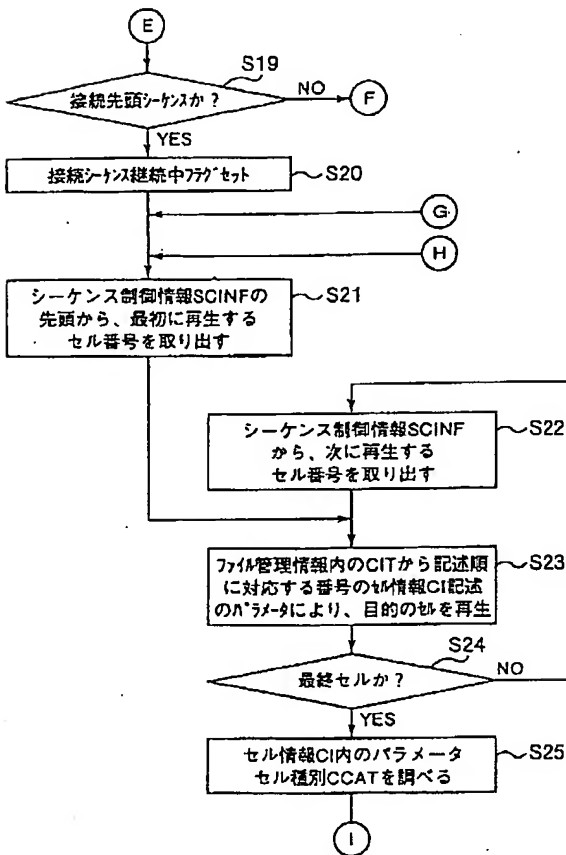 E
S19
接続先頭シーケンスか？
NO
F
YES
接続シーケンス継続中フラグセット
S20
G
H
シーケンス制御情報SCINFの
先頭から、最初に再生する
セル番号を取り出す
S21
シーケンス制御情報SCINF
から、次に再生する
セル番号を取り出す
S22
ファイル管理情報内のCITから記述順
に対応する番号のセル情報CI記述
のパラメータにより、目的のセルを再生
S23
S24
最終セルか？
NO
YES
セル情報CI内のパラメータ
セル種別CCATを調べる
S25
I